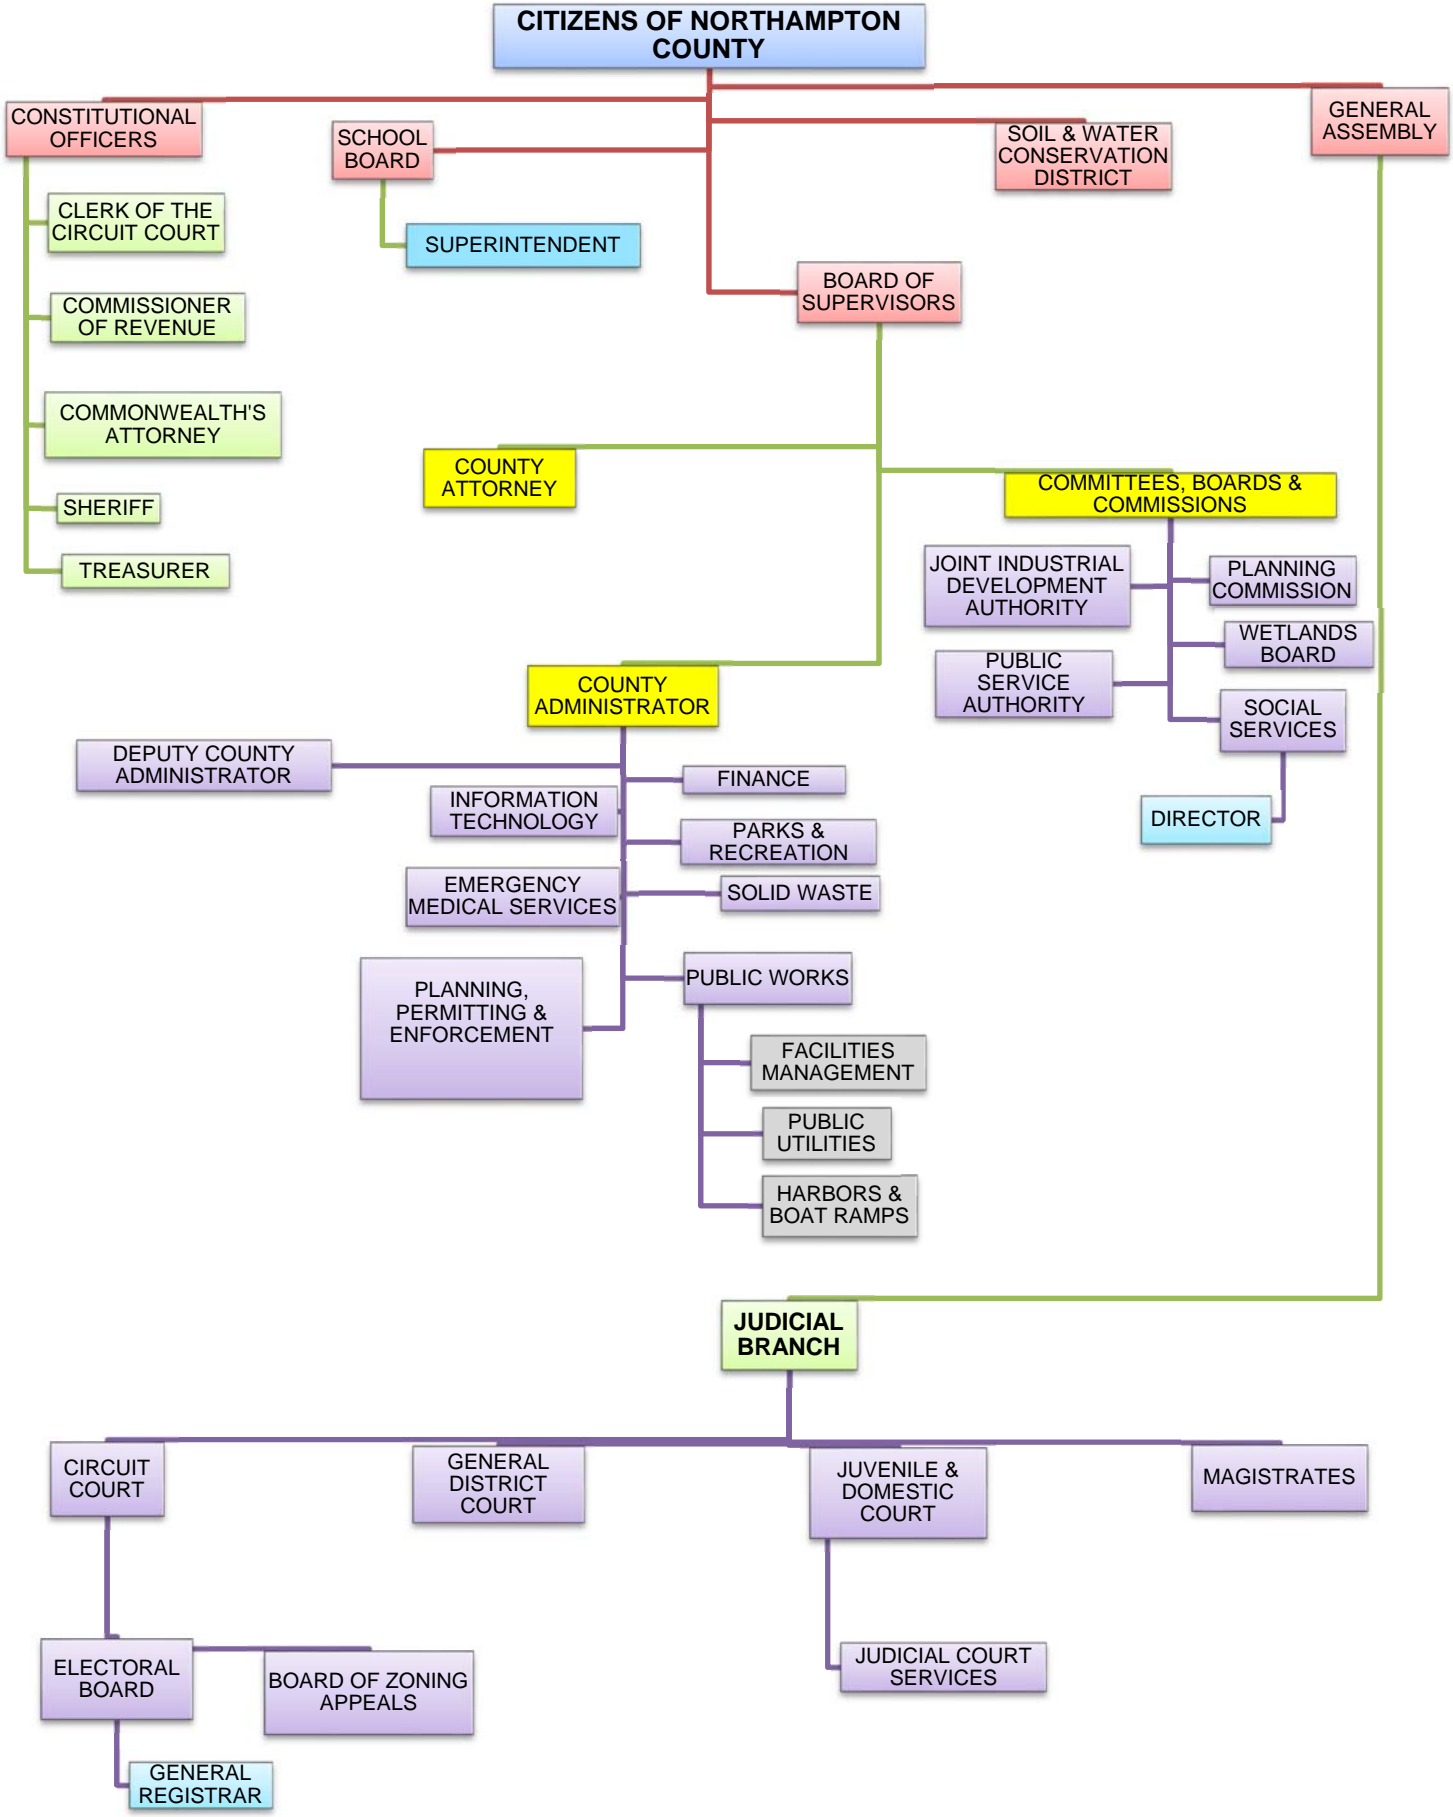 CITIZENS OF NORTHAMPTON
COUNTY
CONSTITUTIONAL
OFFICERS
SCHOOL
BOARD
SOIL & WATER
CONSERVATION
DISTRICT
GENERAL
ASSEMBLY
CLERK OF THE
CIRCUIT COURT
SUPERINTENDENT
COMMISSIONER
OF REVENUE
BOARD OF
SUPERVISORS
COMMONWEALTH'S
ATTORNEY
SHERIFF
TREASURER
COUNTY
ATTORNEY
COMMITTEES, BOARDS &
COMMISSIONS
JOINT INDUSTRIAL
DEVELOPMENT
AUTHORITY
PLANNING
COMMISSION
WETLANDS
BOARD
PUBLIC
SERVICE
AUTHORITY
SOCIAL
SERVICES
DIRECTOR
COUNTY
ADMINISTRATOR
DEPUTY COUNTY
ADMINISTRATOR
FINANCE
INFORMATION
TECHNOLOGY
PARKS &
RECREATION
EMERGENCY
MEDICAL SERVICES
SOLID WASTE
PLANNING,
PERMITTING &
ENFORCEMENT
PUBLIC WORKS
FACILITIES
MANAGEMENT
PUBLIC
UTILITIES
HARBORS &
BOAT RAMPS
JUDICIAL
BRANCH
CIRCUIT
COURT
GENERAL
DISTRICT
COURT
JUVENILE &
DOMESTIC
COURT
MAGISTRATES
ELECTORAL
BOARD
BOARD OF ZONING
APPEALS
JUDICIAL COURT
SERVICES
GENERAL
REGISTRAR